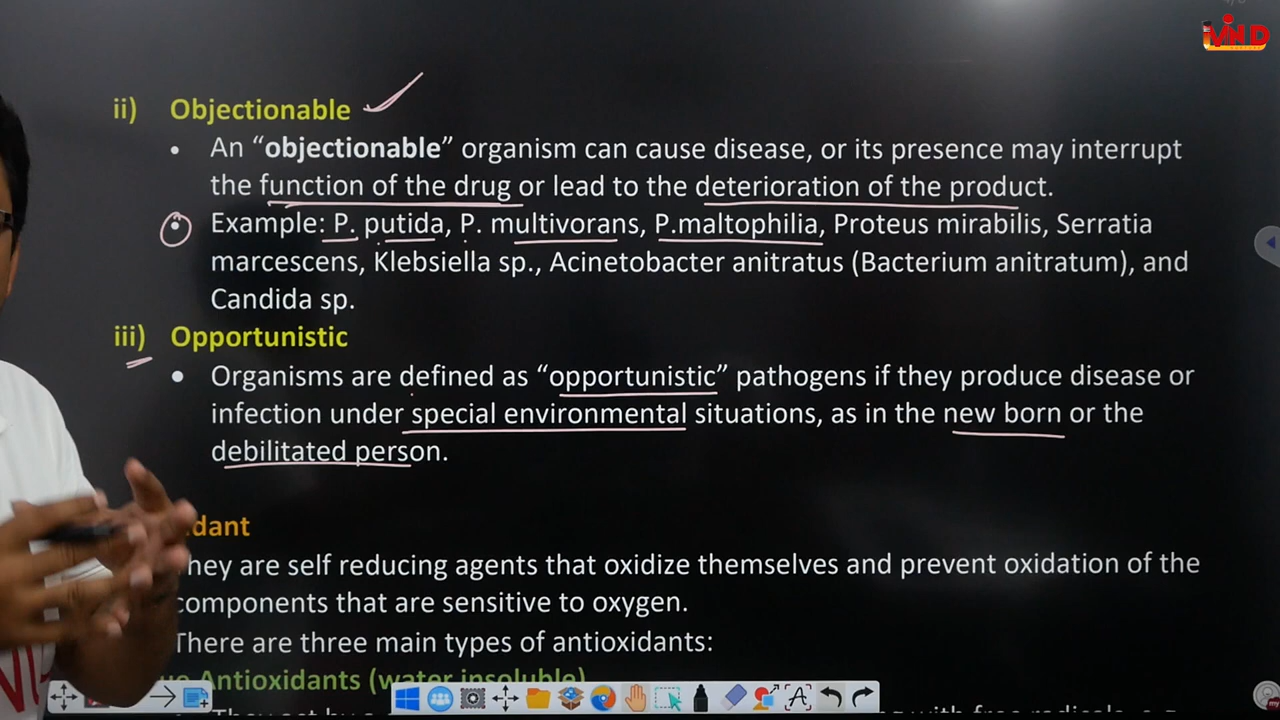 ii) Objectionable
• An “objectionable” organism can cause disease, or its presence may interrupt
the function of the drug or lead to the deterioration of the product.
• Example: P. putida, P. multivorans, P.maltophilia, Proteus mirabilis, Serratia
marcescens, Klebsiella sp., Acinetobacter anitratus (Bacterium anitratum), and
Candida sp.
iii) Opportunistic
• Organisms are defined as “opportunistic” pathogens if they produce disease or
infection under special environmental situations, as in the new born or the
debilitated person.
dant
hey are self reducing agents that oxidize themselves and prevent oxidation of the
components that are sensitive to oxygen.
There are three main types of antioxidants:
Antioxidants (water insoluble)
with free radicals, e.g.